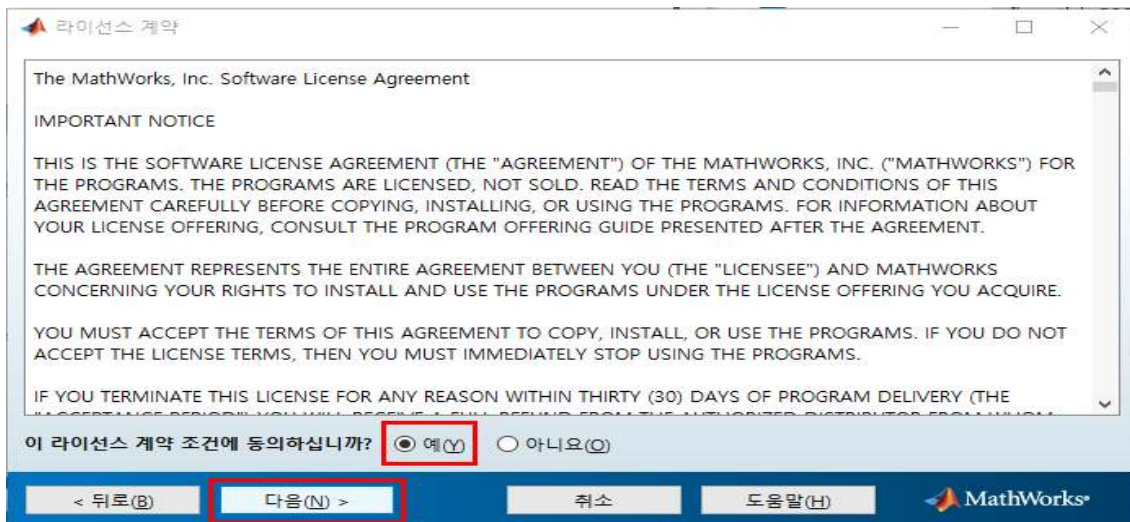 라이선스 계약
The MathWorks, Inc. Software License Agreement
IMPORTANT NOTICE
THIS IS THE SOFTWARE LICENSE AGREEMENT (THE "AGREEMENT") OF THE MATHWORKS, INC. ("MATHWORKS") FOR
THE PROGRAMS. THE PROGRAMS ARE LICENSED, NOT SOLD. READ THE TERMS AND CONDITIONS OF THIS
AGREEMENT CAREFULLY BEFORE COPYING, INSTALLING, OR USING THE PROGRAMS. FOR INFORMATION ABOUT
YOUR LICENSE OFFERING, CONSULT THE PROGRAM OFFERING GUIDE PRESENTED AFTER THE AGREEMENT.
THE AGREEMENT REPRESENTS THE ENTIRE AGREEMENT BETWEEN YOU (THE "LICENSEE") AND MATHWORKS
CONCERNING YOUR RIGHTS TO INSTALL AND USE THE PROGRAMS UNDER THE LICENSE OFFERING YOU ACQUIRE.
YOU MUST ACCEPT THE TERMS OF THIS AGREEMENT TO COPY, INSTALL, OR USE THE PROGRAMS. IF YOU DO NOT
ACCEPT THE LICENSE TERMS, THEN YOU MUST IMMEDIATELY STOP USING THE PROGRAMS.
IF YOU TERMINATE THIS LICENSE FOR ANY REASON WITHIN THIRTY (30) DAYS OF PROGRAM DELIVERY (THE
이 라이선스 계약 조건에 동의하십니까? 예(Y) 아니요(O)
< 뒤로(B) 다음(N) > 취소 도움말(H) MathWorks